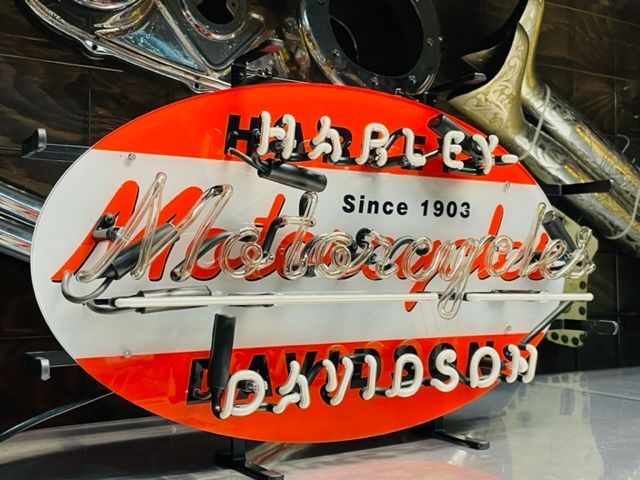 HARLEY-
Since 1903
Motorcycles
DAVIDSON